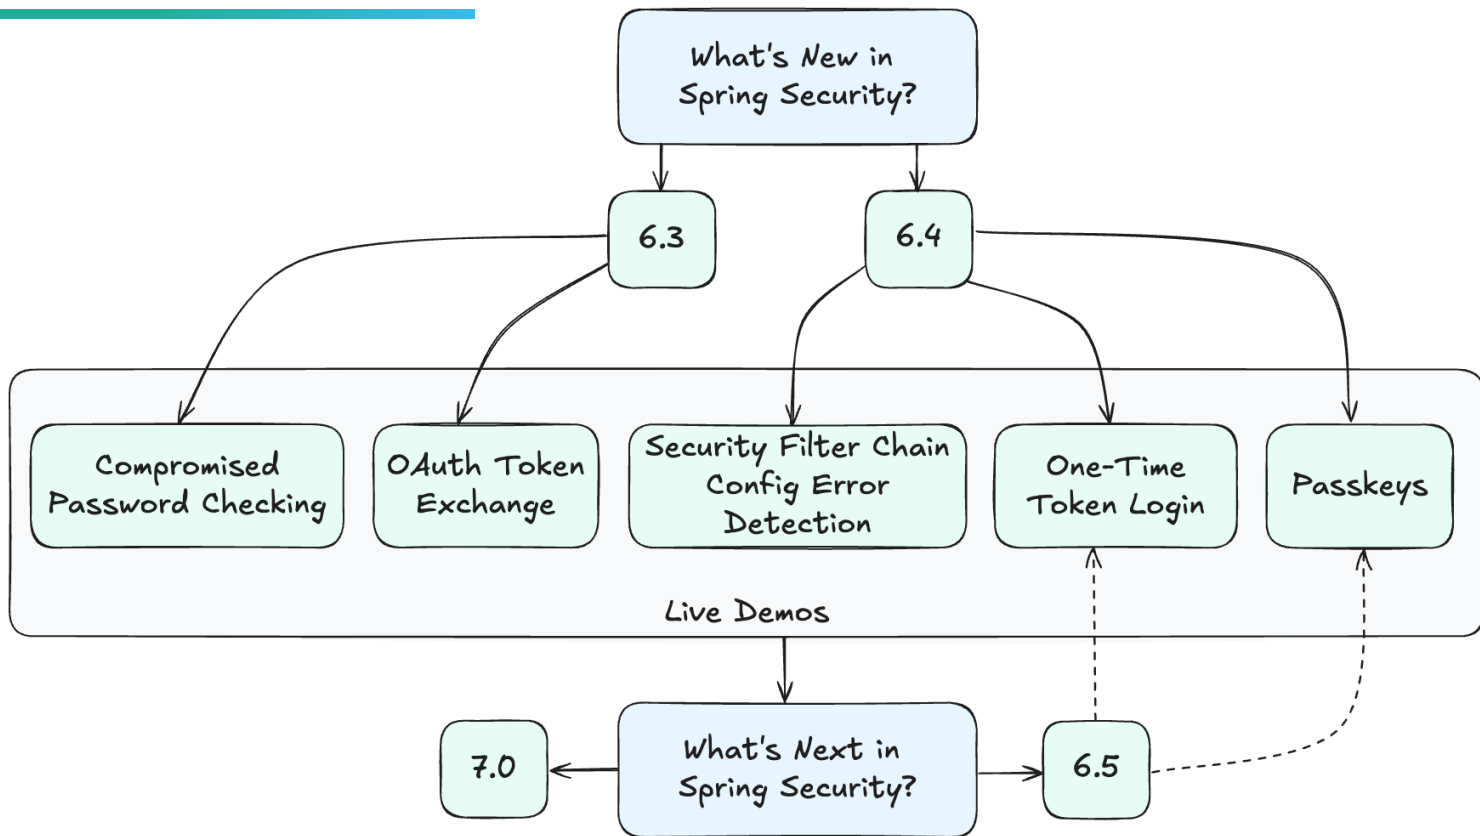 What's New in
Spring Security?
6.3
6.4
Compromised
Password Checking
OAuth Token
Exchange
Security Filter Chain
Config Error
Detection
One-Time
Token Login
Passkeys
Live Demos
7.0
What's Next in
Spring Security?
6.5